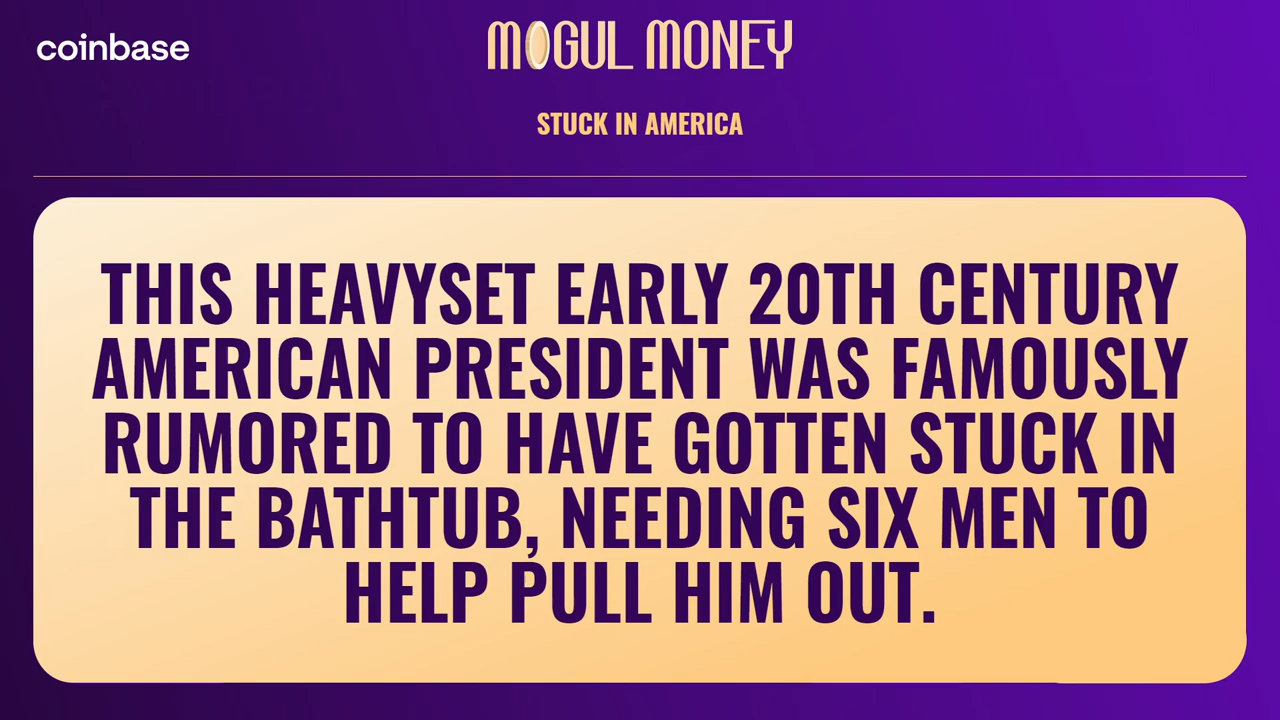 coinbase
MOGUL MONEY
STUCK IN AMERICA
THIS HEAVYSET EARLY 20TH CENTURY
AMERICAN PRESIDENT WAS FAMOUSLY
RUMORED TO HAVE GOTTEN STUCK IN
THE BATHTUB, NEEDING SIX MEN TO
HELP PULL HIM OUT.